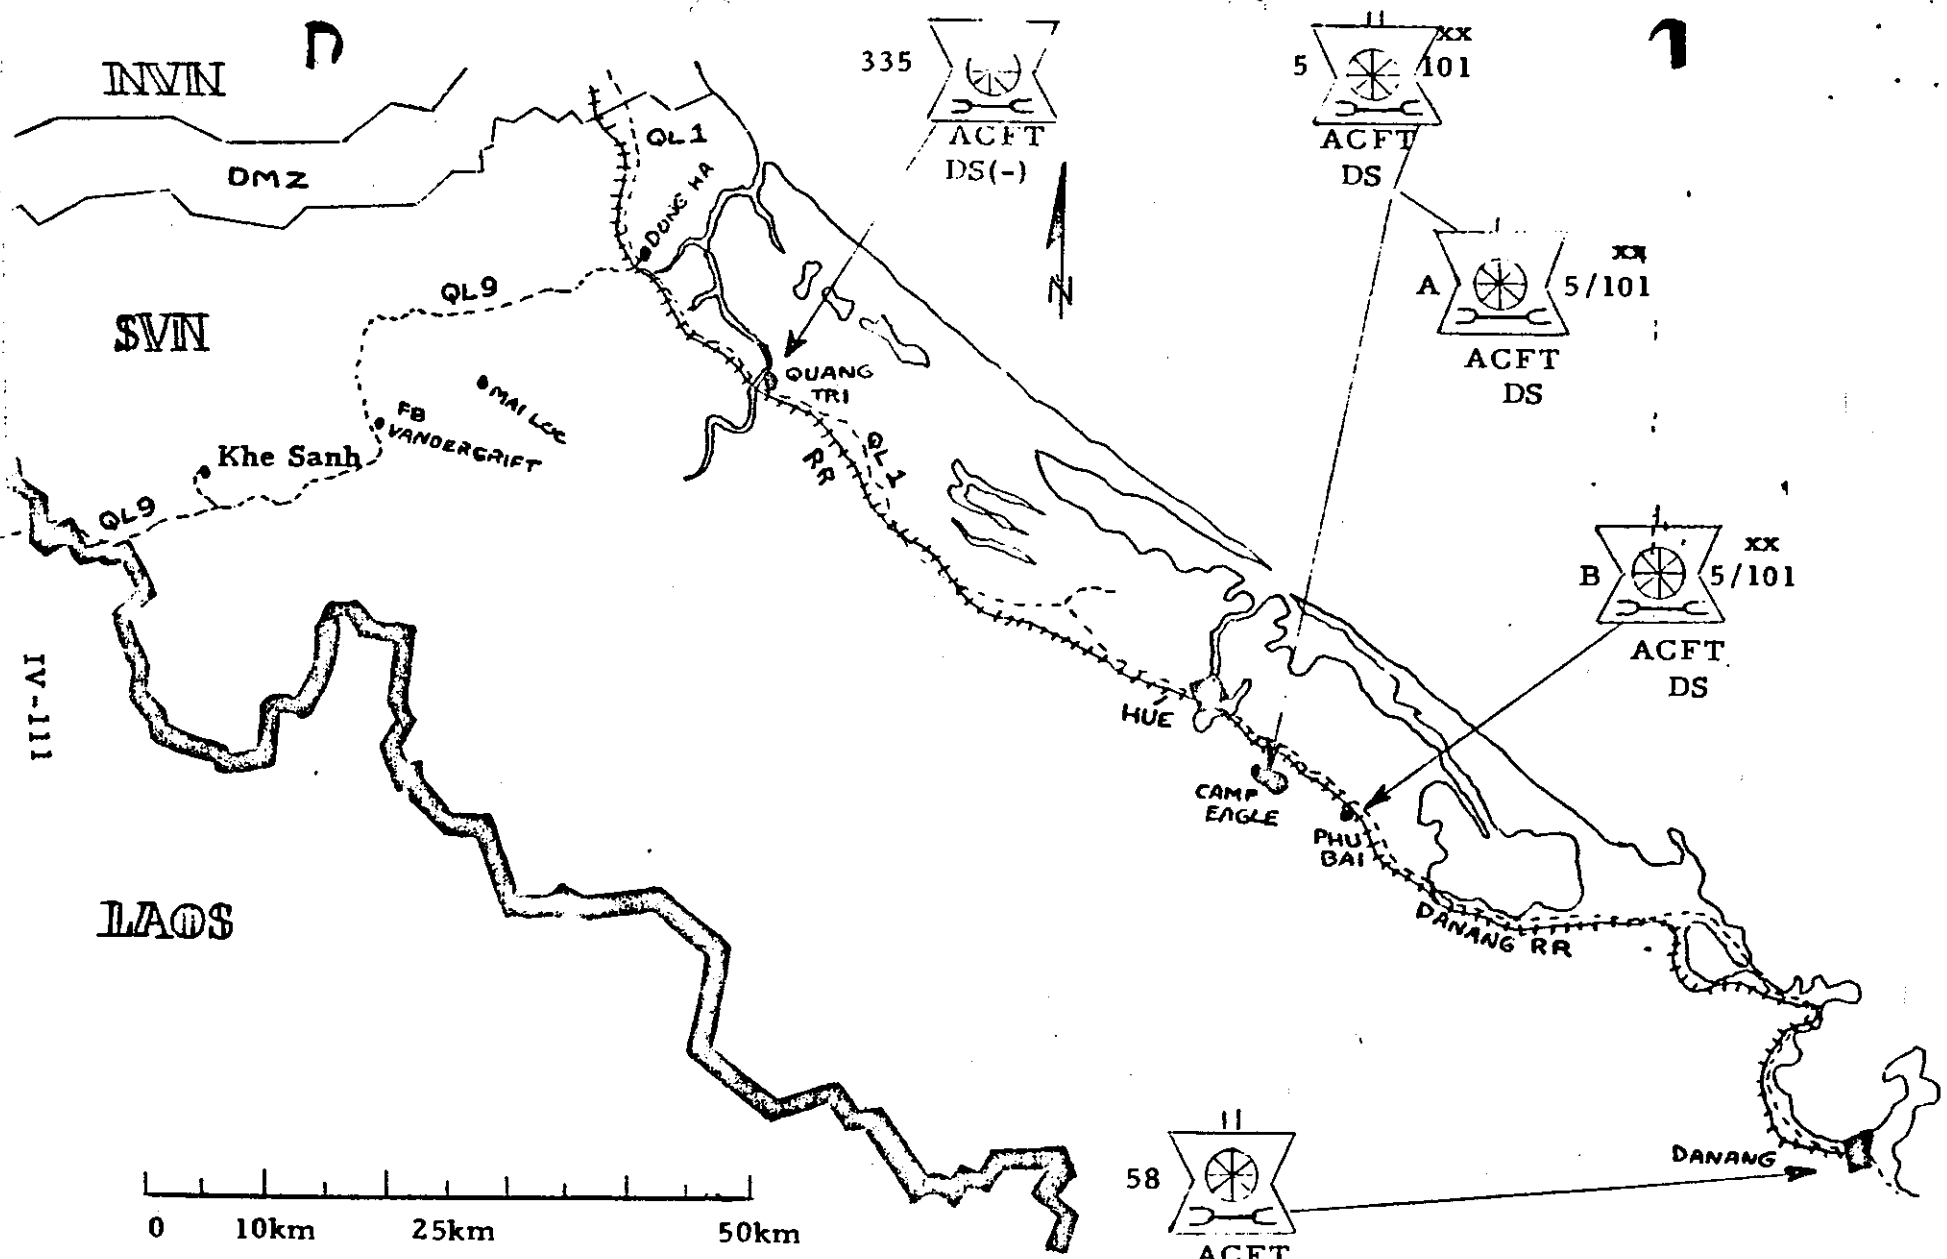 NVN
DMZ
SVN
QL 1
DONG HA
QL9
QUANG
TRI
MAI LOC
FB
VANDERGRIFT
Khe Sanh
QL9
QL 1
RR
335
ACFT
DS(-)
N
5
xx
101
ACFT
DS
A
xx
5/101
ACFT
DS
B
xx
5/101
ACFT
DS
HUE
CAMP
EAGLE
PHU
BAI
DANANG RR
DANANG
IV-111
LAOS
58
ACFT
0 10km 25km 50km